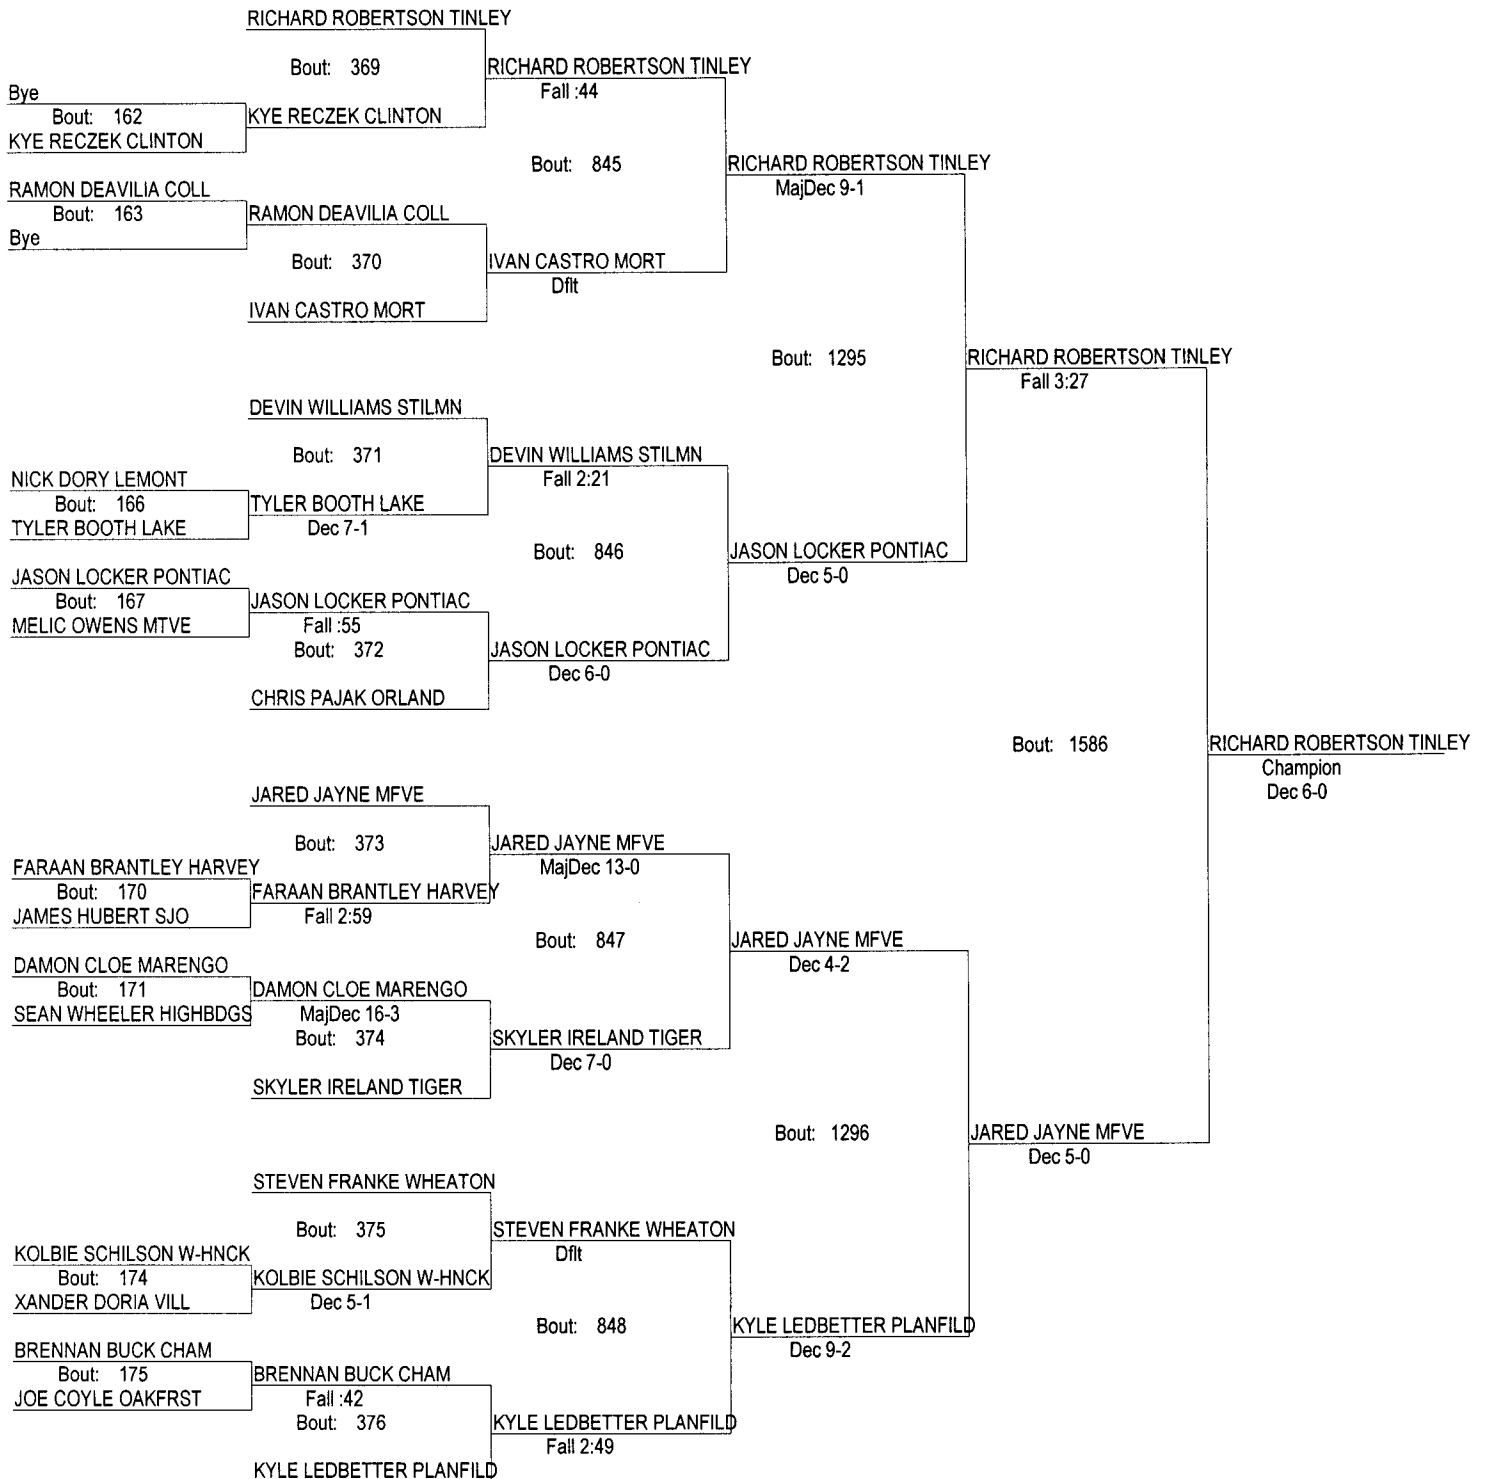 RICHARD ROBERTSON TINLEY
Bout: 369
RICHARD ROBERTSON TINLEY
Fall :44
Bye
Bout: 162
KYE RECZEK CLINTON
KYE RECZEK CLINTON
Bout: 845
RICHARD ROBERTSON TINLEY
MajDec 9-1
RAMON DEAVILIA COLL
Bout: 163
Bye
RAMON DEAVILIA COLL
Bout: 370
IVAN CASTRO MORT
Dflt
IVAN CASTRO MORT
Bout: 1295
RICHARD ROBERTSON TINLEY
Fall 3:27
DEVIN WILLIAMS STILMN
Bout: 371
DEVIN WILLIAMS STILMN
Fall 2:21
NICK DORY LEMONT
Bout: 166
TYLER BOOTH LAKE
TYLER BOOTH LAKE
Dec 7-1
Bout: 846
JASON LOCKER PONTIAC
Dec 5-0
JASON LOCKER PONTIAC
Bout: 167
MELIC OWENS MTVE
JASON LOCKER PONTIAC
Fall :55
Bout: 372
JASON LOCKER PONTIAC
Dec 6-0
CHRIS PAJAK ORLAND
Bout: 1586
RICHARD ROBERTSON TINLEY
Champion
Dec 6-0
JARED JAYNE MFVE
Bout: 373
JARED JAYNE MFVE
MajDec 13-0
FARAAN BRANTLEY HARVEY
Bout: 170
JAMES HUBERT SJO
FARAAN BRANTLEY HARVEY
Fall 2:59
Bout: 847
JARED JAYNE MFVE
Dec 4-2
DAMON CLOE MARENGO
Bout: 171
SEAN WHEELER HIGHBDGS
DAMON CLOE MARENGO
MajDec 16-3
Bout: 374
SKYLER IRELAND TIGER
Dec 7-0
SKYLER IRELAND TIGER
Bout: 1296
JARED JAYNE MFVE
Dec 5-0
STEVEN FRANKE WHEATON
Bout: 375
STEVEN FRANKE WHEATON
Dflt
KOLBIE SCHILSON W-HNCK
Bout: 174
XANDER DORIA VILL
KOLBIE SCHILSON W-HNCK
Dec 5-1
Bout: 848
KYLE LEDBETTER PLANFILD
Dec 9-2
BRENNAN BUCK CHAM
Bout: 175
JOE COYLE OAKFRST
BRENNAN BUCK CHAM
Fall :42
Bout: 376
KYLE LEDBETTER PLANFILD
Fall 2:49
KYLE LEDBETTER PLANFILD